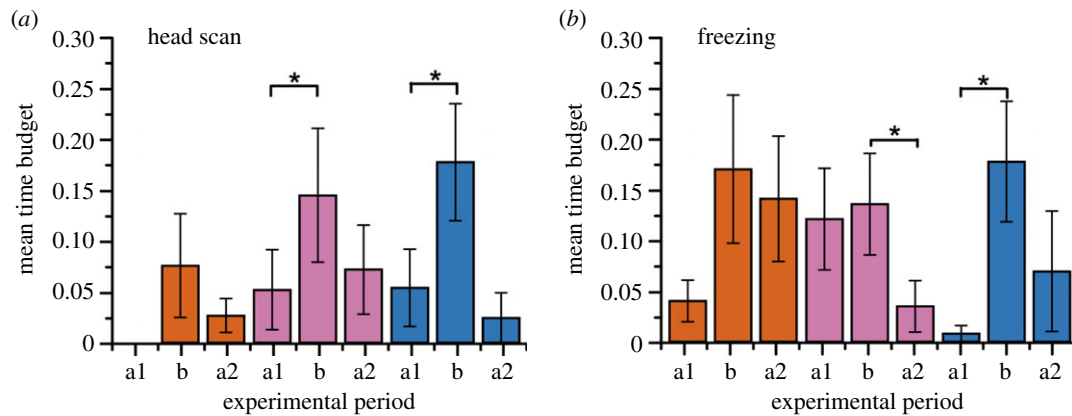 (a)
head scan
mean time budget
0.30
0.25
0.20
0.15
0.10
0.05
0
* *
a1 b a2 a1 b a2 a1 b a2
experimental period
(b)
freezing
mean time budget
0.30
0.25
0.20
0.15
0.10
0.05
0
* *
a1 b a2 a1 b a2 a1 b a2
experimental period